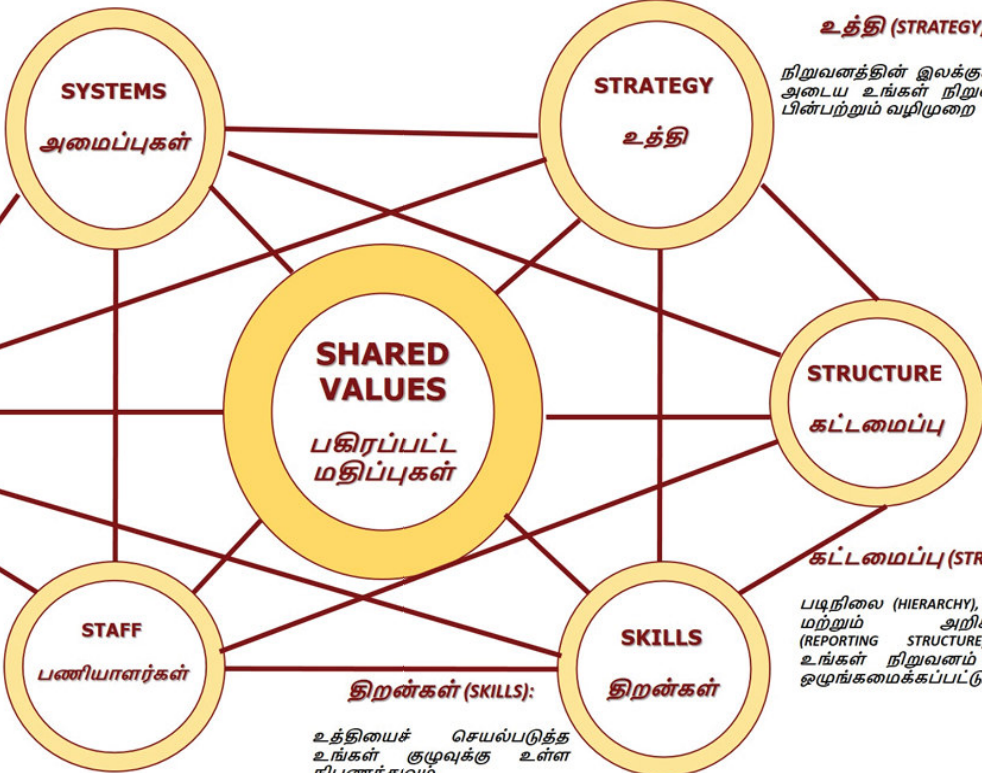 SYSTEMS
அமைப்புகள்
STRATEGY
உத்தி
உத்தி (STRATEGY)
நிறுவனத்தின்
அடைய உங்கள்
பின்பற்றும் வழிமுறை
SHARED
VALUES
பகிரப்பட்ட
மதிப்புகள்
STRUCTURE
கட்டமைப்பு
கட்டமைப்பு
படிநிலை (HIERARCHY),
மற்றும்
(REPORTING STRUCTURE)
உங்கள் நிறுவனம்
STAFF
பணியாளர்கள்
SKILLS
திறன்கள்
திறன்கள் (SKILLS):
உத்தியைச் செயல்படுத்த
உங்கள் குழுவுக்கு உள்ள